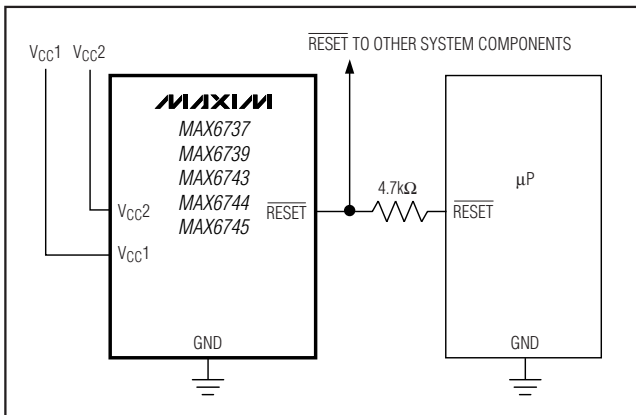 RESET TO OTHER SYSTEM COMPONENTS
VCC1 VCC2
MAXIM
MAX6737
MAX6739
MAX6743
MAX6744
MAX6745
4.7kΩ
µP
VCC2
RESET
RESET
VCC1
GND
GND